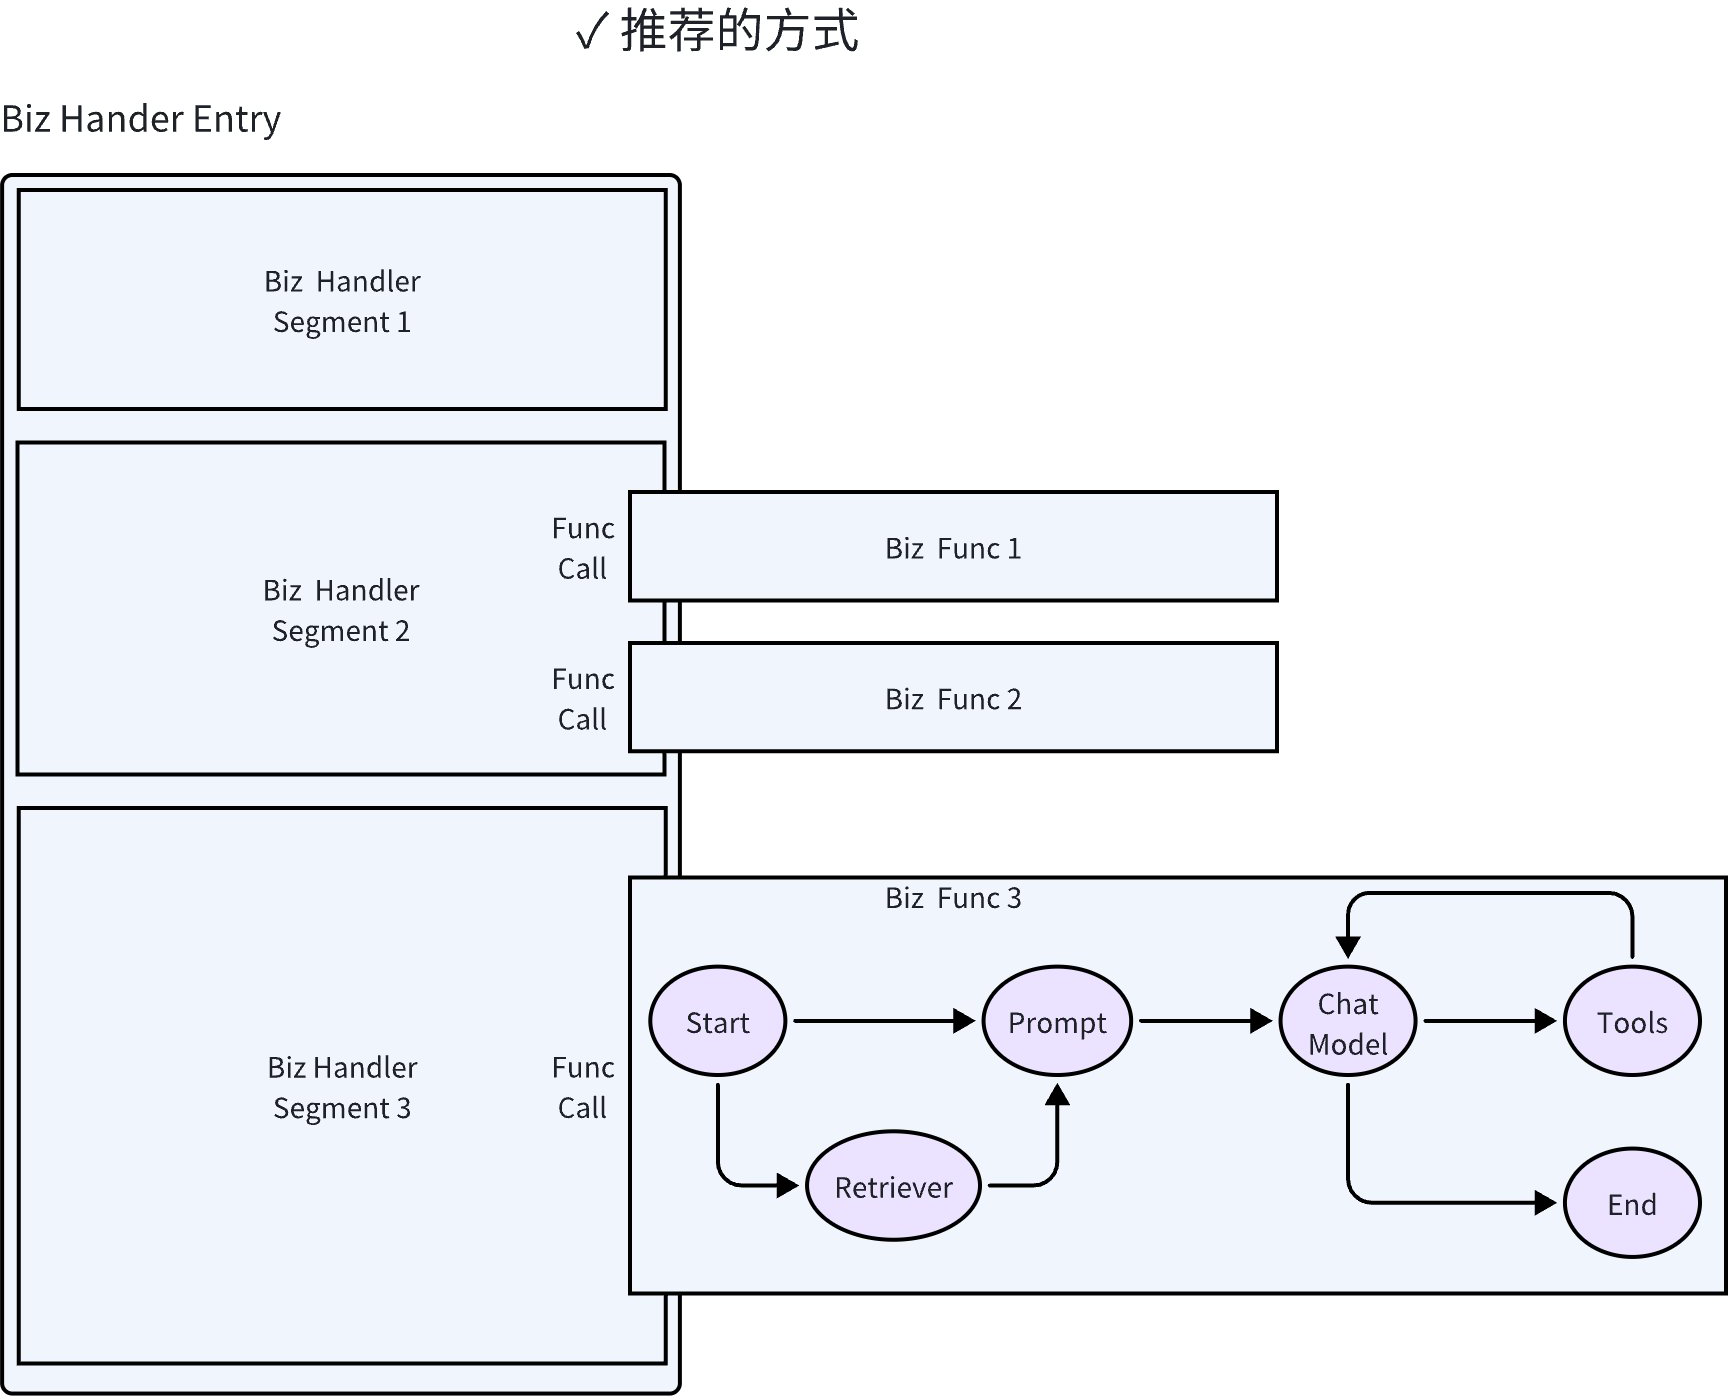 ✓ 推荐的方式
Biz Hander Entry
Biz Handler
Segment 1
Biz Handler
Segment 2
Func
Call
Biz Func 1
Func
Call
Biz Func 2
Biz Handler
Segment 3
Func
Call
Biz Func 3
Start
Prompt
Chat
Model
Tools
Retriever
End